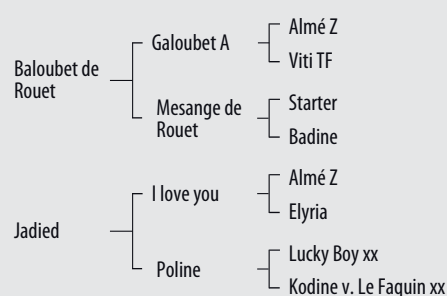 Almé Z
Galoubet A
Viti TF
Baloubet de
Rouet
Mesange de
Rouet
Starter
Badine
Almé Z
I love you
Elyria
Jadied
Lucky Boy xx
Poline
Kodine v. Le Faquin xx